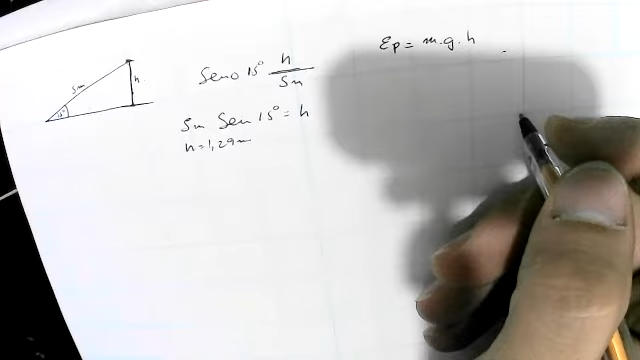 5m
h
15°
Seno 15° h
5m
5m Sen 15° = h
h = 1,29m
Ep = m.g.h